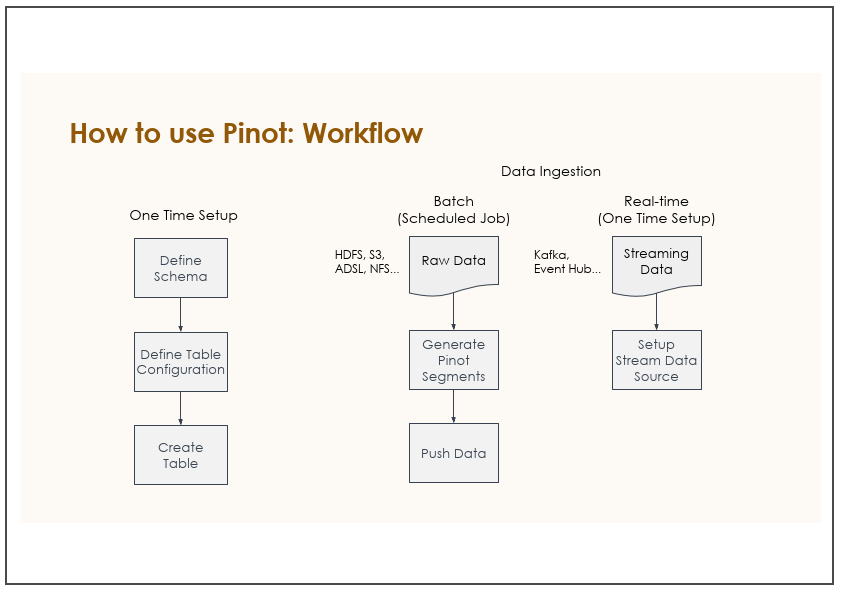 How to use Pinot: Workflow
Data Ingestion
One Time Setup
Define
Schema
Define Table
Configuration
Create
Table
Batch
(Scheduled Job)
HDFS, S3,
ADSL, NFS...
Raw Data
Generate
Pinot
Segments
Push Data
Real-time
(One Time Setup)
Kafka,
Event Hub...
Streaming
Data
Setup
Stream Data
Source